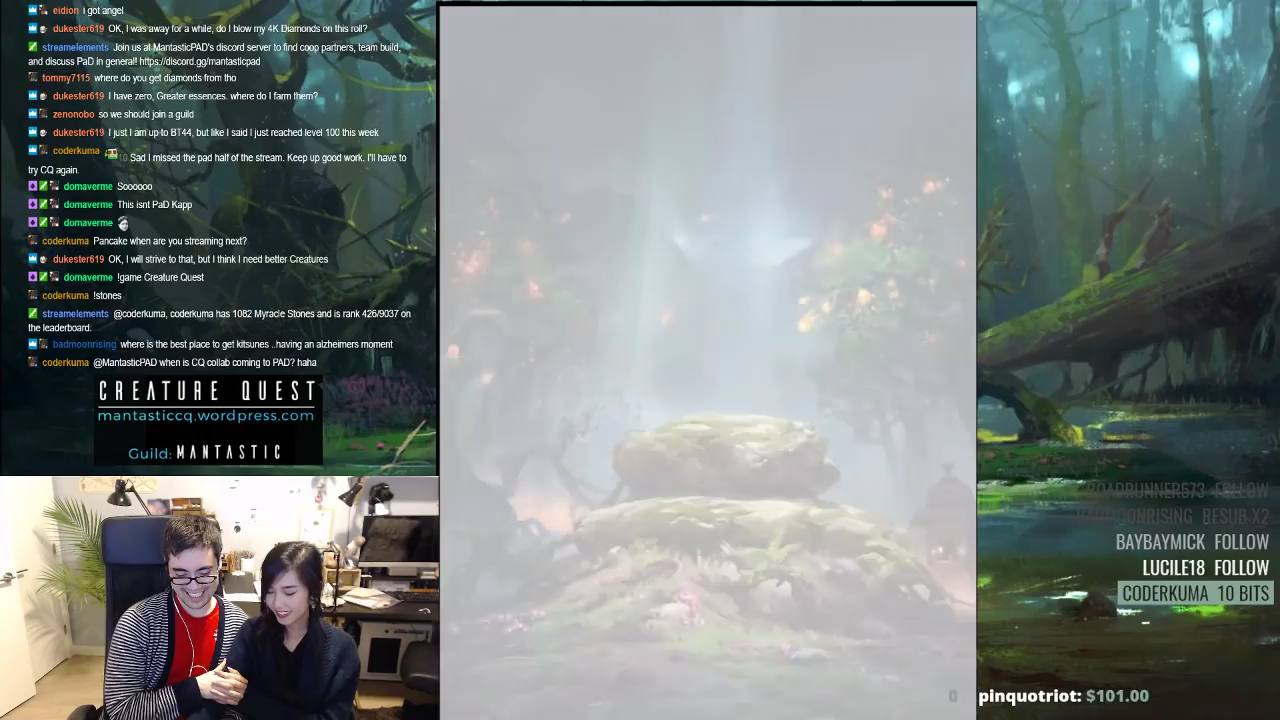 eidion i got angel
dukester619 OK, I was away for a while, do I blow my 4K Diamonds on this roll?
streamelements Join us at MantasticPAD's discord server to find coop partners, team build,
and discuss PaD in general! https://discord.gg/mantasticpad
tommy7115 where do you get diamonds from tho
dukester619 I have zero, Greater essences. where do I farm them?
zenonobo so we should join a guild
dukester619 I just I am up to BT44, but like I said I just reached level 100 this week
coderkuma 10 Sad I missed the pad half of the stream. Keep up good work. I'll have to
try CQ again.
domaverme Soooooo
domaverme This isnt PaD Kapp
domaverme
coderkuma Pancake when are you streaming next?
dukester619 OK, I will strive to that, but I think I need better Creatures
domaverme !game Creature Quest
coderkuma !stones
streamelements @coderkuma, coderkuma has 1082 Myracle Stones and is rank 426/9037 on
the leaderboard.
badmoonrising where is the best place to get kitsunes ..having an alzheimers moment
coderkuma @MantasticPAD when is CQ collab coming to PAD? haha
CREATURE QUEST
mantasticcq.wordpress.com
Guild: MANTASTIC
ROADRUNNER573 FOLLOW
BADMOONRISING RESUB X2
BAYBAYMICK FOLLOW
LUCILE18 FOLLOW
CODERKUMA 10 BITS
0 pinquotriot: $101.00